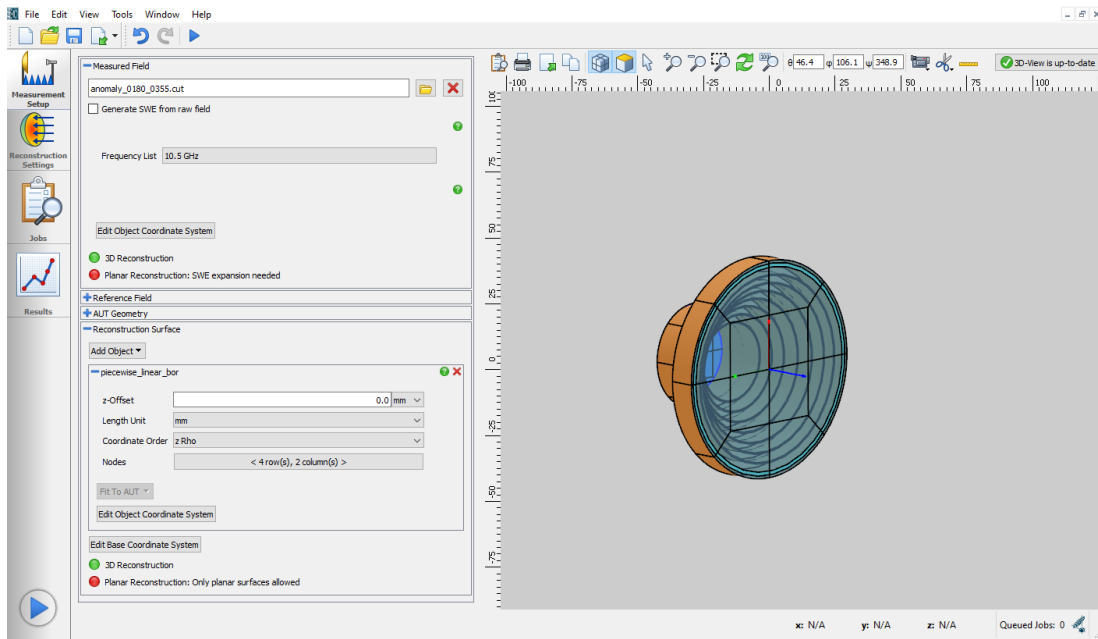 File Edit View Tools Window Help
θ 46.4 φ 106.1 ψ 348.9 3D-View is up-to-date
Measurement
Setup
Reconstruction
Settings
Jobs
Results
Measured Field
anomaly_0180_0355.cut
Generate SWE from raw field
Frequency List 10.5 GHz
Edit Object Coordinate System
3D Reconstruction
Planar Reconstruction: SWE expansion needed
Reference Field
AUT Geometry
Reconstruction Surface
Add Object
piecewise_linear_bor
z-Offset 0.0 mm
Length Unit mm
Coordinate Order z Rho
Nodes < 4 row(s), 2 column(s) >
Fit To AUT
Edit Object Coordinate System
Edit Base Coordinate System
3D Reconstruction
Planar Reconstruction: Only planar surfaces allowed
-100 -75 -50 -25 0 25 50 75 100
75
50
25
0
-25
-50
-75
x: N/A y: N/A z: N/A Queued Jobs: 0